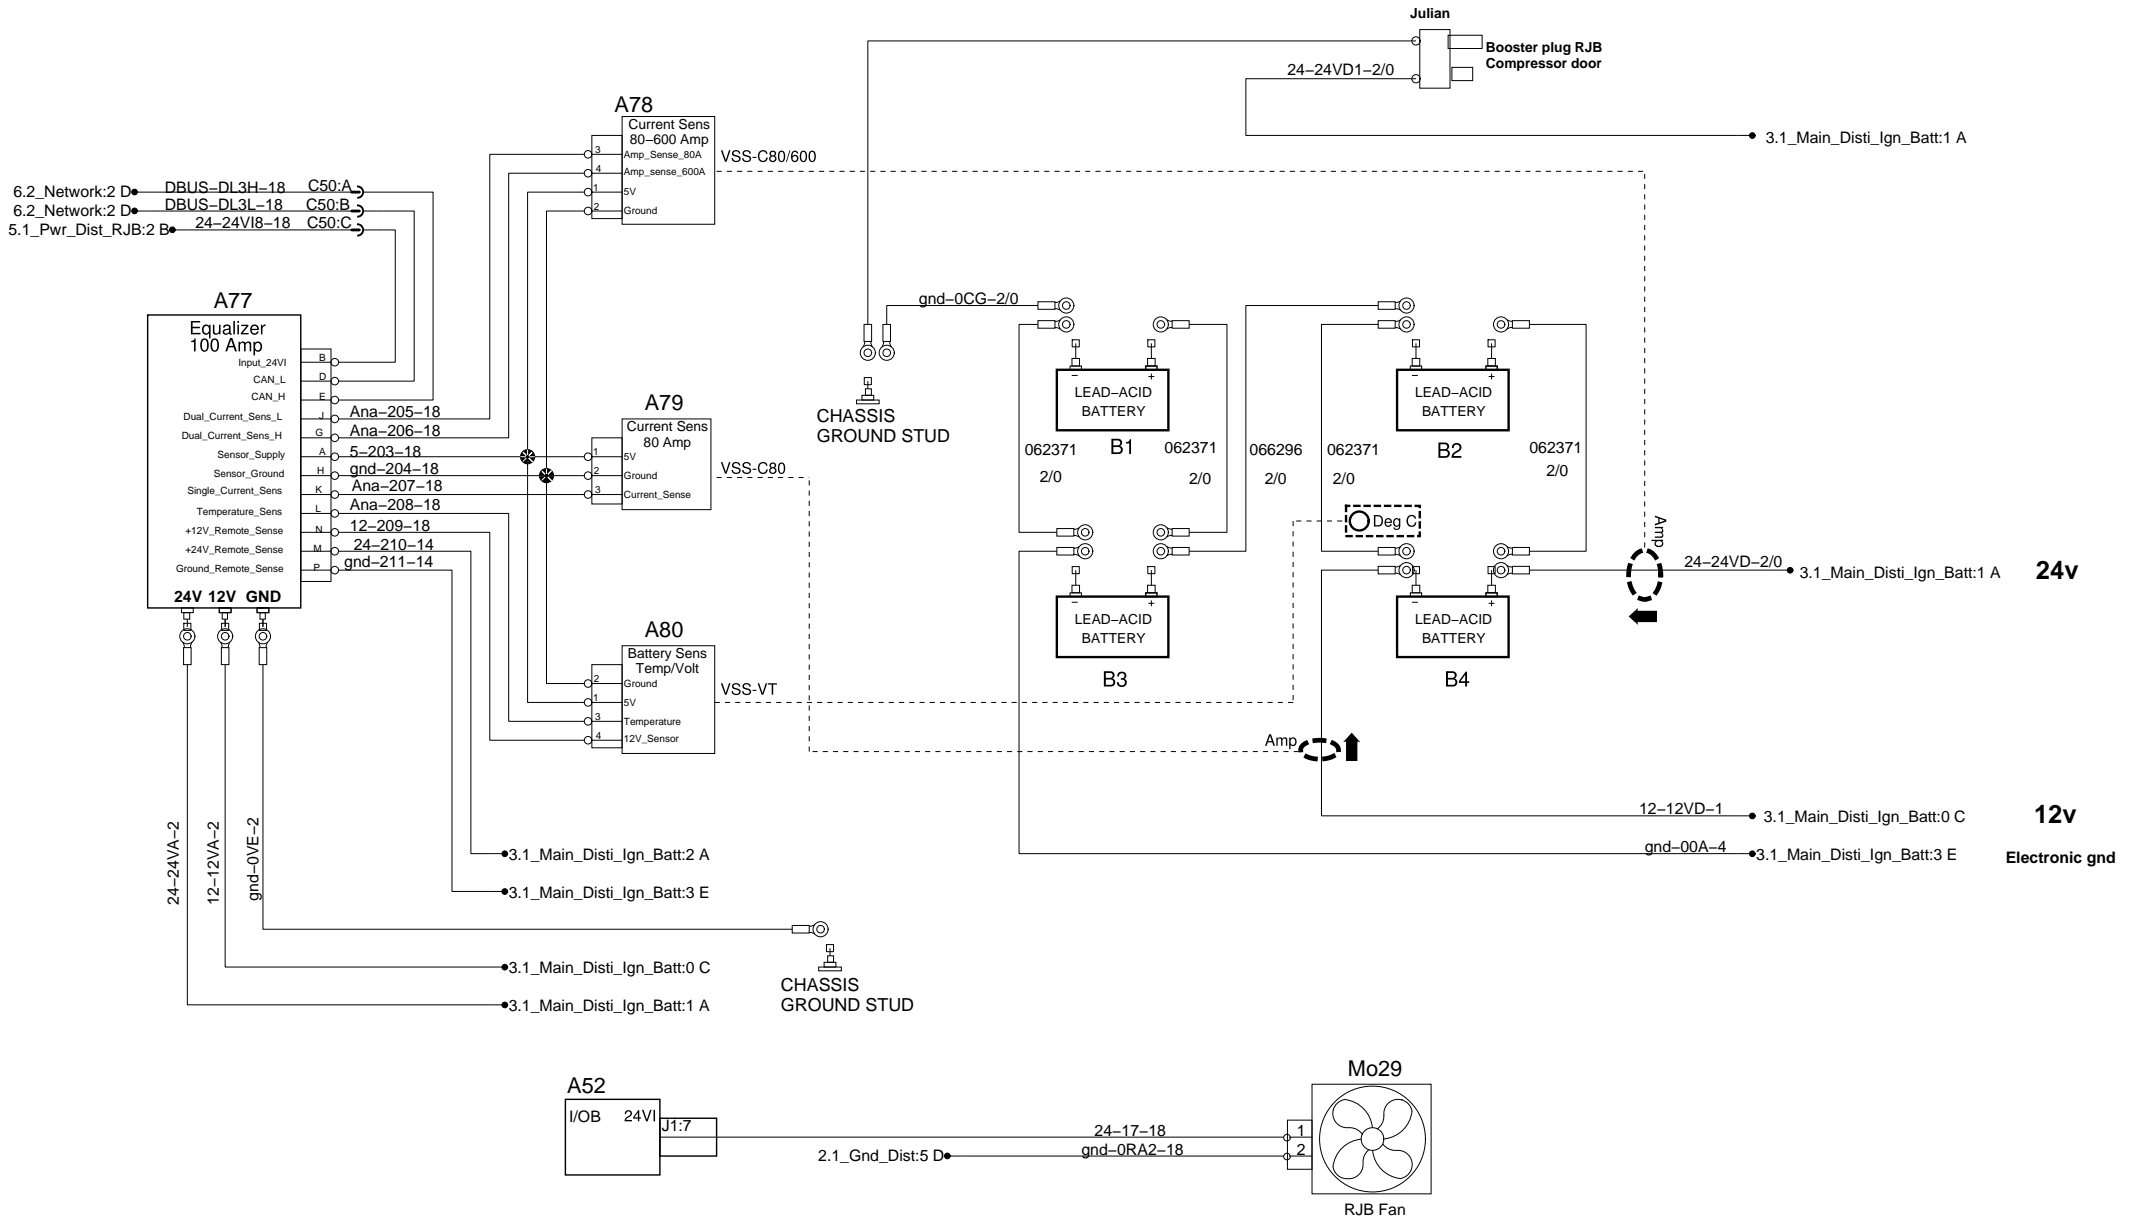 Julian
Booster plug RJB
Compressor door
24–24VD1–2/0
3.1_Main_Disti_Ign_Batt:1 A
A78
Current Sens
80–600 Amp
3
Amp_Sense_80A
4
Amp_sense_600A
1
5V
2
Ground
VSS-C80/600
6.2_Network:2 D
DBUS–DL3H–18
C50:A
6.2_Network:2 D
DBUS–DL3L–18
C50:B
5.1_Pwr_Dist_RJB:2 B
24–24VI8–18
C50:C
A77
Equalizer
100 Amp
Input_24VI
B
CAN_L
D
CAN_H
E
Dual_Current_Sens_L
J
Ana–205–18
Dual_Current_Sens_H
G
Ana–206–18
Sensor_Supply
A
5–203–18
Sensor_Ground
H
gnd–204–18
Single_Current_Sens
K
Ana–207–18
Temperature_Sens
L
Ana–208–18
+12V_Remote_Sense
N
12–209–18
+24V_Remote_Sense
M
24–210–14
Ground_Remote_Sense
P
gnd–211–14
24V 12V GND
A79
Current Sens
80 Amp
1
5V
2
Ground
3
Current_Sense
VSS-C80
A80
Battery Sens
Temp/Volt
2
Ground
1
5V
3
Temperature
4
12V_Sensor
VSS-VT
gnd–0CG–2/0
CHASSIS
GROUND STUD
– +
LEAD–ACID
BATTERY
B1
062371
2/0
062371
2/0
066296
2/0
062371
2/0
– +
LEAD–ACID
BATTERY
B2
062371
2/0
Deg C
Amp
24–24VD–2/0
3.1_Main_Disti_Ign_Batt:1 A
24v
– +
LEAD–ACID
BATTERY
B3
– +
LEAD–ACID
BATTERY
B4
Amp
12–12VD–1
3.1_Main_Disti_Ign_Batt:0 C
12v
gnd–00A–4
3.1_Main_Disti_Ign_Batt:3 E
Electronic gnd
24–24VA–2
12–12VA–2
gnd–0VE–2
3.1_Main_Disti_Ign_Batt:2 A
3.1_Main_Disti_Ign_Batt:3 E
3.1_Main_Disti_Ign_Batt:0 C
3.1_Main_Disti_Ign_Batt:1 A
CHASSIS
GROUND STUD
A52
I/OB 24VI
J1:7
24–17–18
2.1_Gnd_Dist:5 D
gnd–0RA2–18
Mo29
1
2
RJB Fan